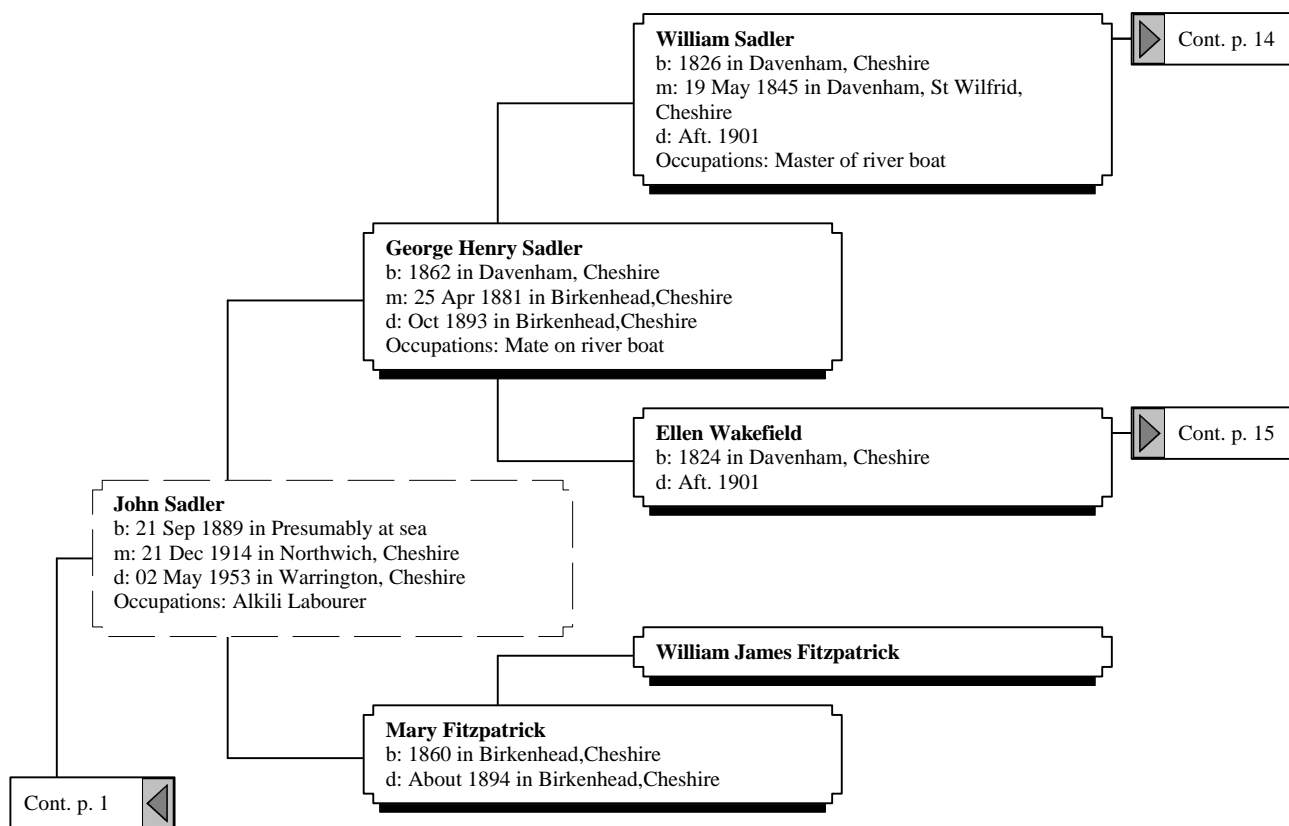 William Sadler
b: 1826 in Davenham, Cheshire
m: 19 May 1845 in Davenham, St Wilfrid,
Cheshire
d: Aft. 1901
Occupations: Master of river boat
Cont. p. 14
George Henry Sadler
b: 1862 in Davenham, Cheshire
m: 25 Apr 1881 in Birkenhead,Cheshire
d: Oct 1893 in Birkenhead,Cheshire
Occupations: Mate on river boat
Ellen Wakefield
b: 1824 in Davenham, Cheshire
d: Aft. 1901
Cont. p. 15
John Sadler
b: 21 Sep 1889 in Presumably at sea
m: 21 Dec 1914 in Northwich, Cheshire
d: 02 May 1953 in Warrington, Cheshire
Occupations: Alkili Labourer
William James Fitzpatrick
Mary Fitzpatrick
b: 1860 in Birkenhead,Cheshire
d: About 1894 in Birkenhead,Cheshire
Cont. p. 1